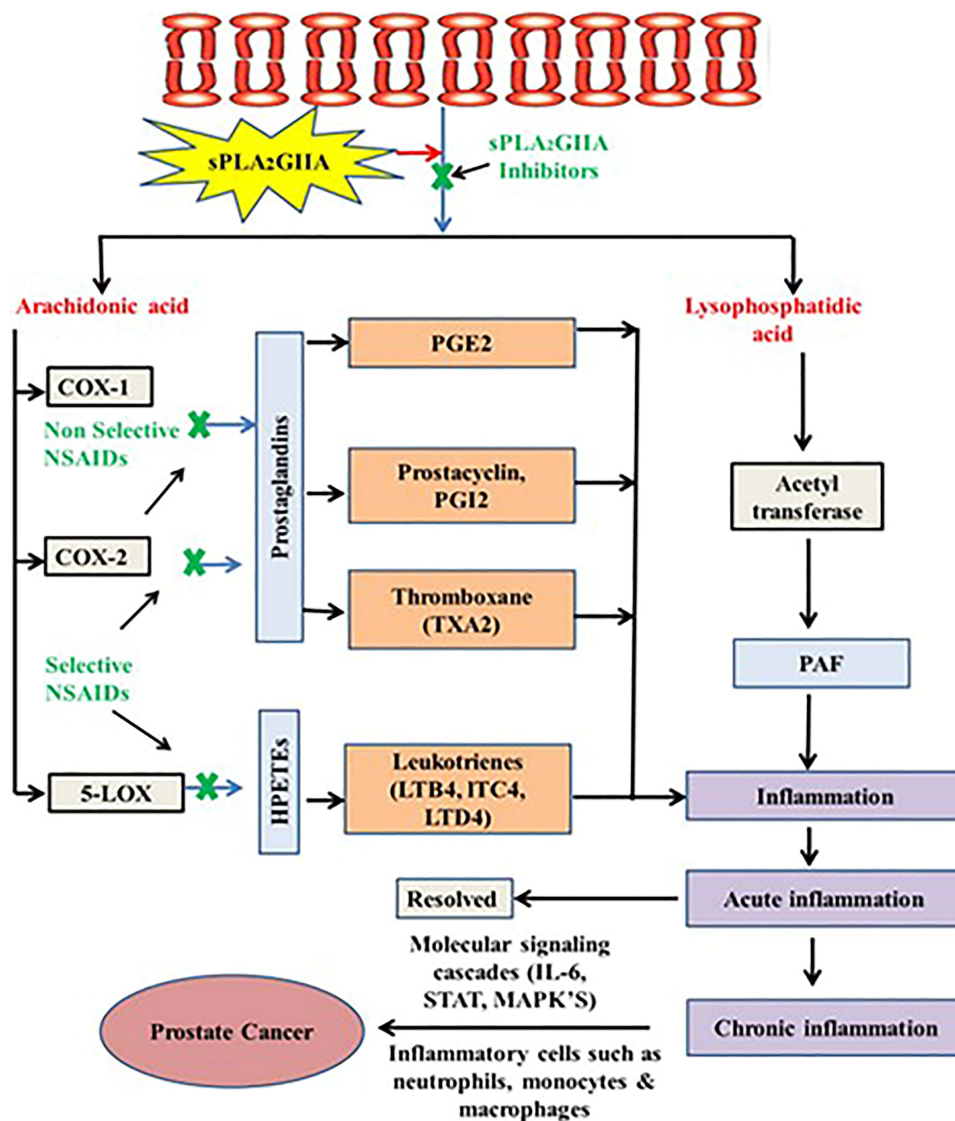 sPLA₂GIIA
sPLA₂GIIA
Inhibitors
Arachidonic acid
Lysophosphatidic
acid
COX-1
Non Selective
NSAIDs
COX-2
Selective
NSAIDs
5-LOX
Prostaglandins
HPETEs
PGE2
Prostacyclin,
PGI2
Thromboxane
(TXA2)
Leukotrienes
(LTB4, lTC4,
LTD4)
Acetyl
transferase
PAF
Inflammation
Acute inflammation
Resolved
Molecular signaling
cascades (IL-6,
STAT, MAPK’S)
Chronic inflammation
Prostate Cancer
Inflammatory cells such as
neutrophils, monocytes &
macrophages